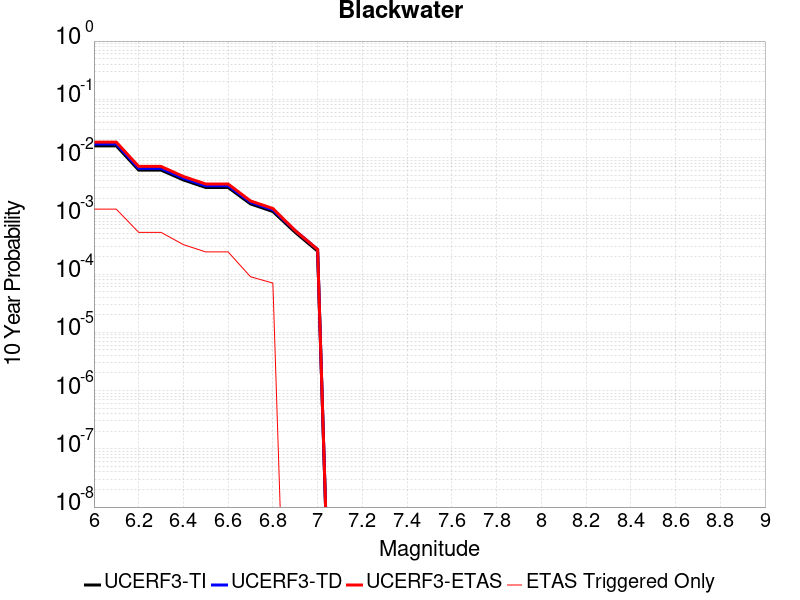 Blackwater
10 Year Probability
10^0
10^-1
10^-2
10^-3
10^-4
10^-5
10^-6
10^-7
10^-8
6 6.2 6.4 6.6 6.8 7 7.2 7.4 7.6 7.8 8 8.2 8.4 8.6 8.8 9
Magnitude
UCERF3-TI UCERF3-TD UCERF3-ETAS ETAS Triggered Only